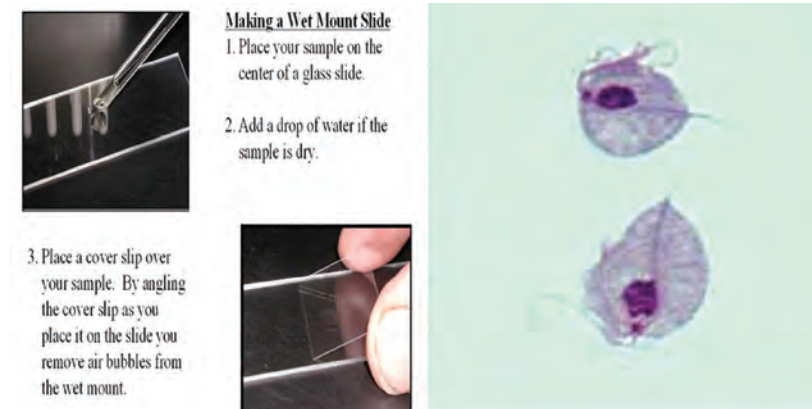 Making a Wet Mount Slide
1. Place your sample on the
center of a glass slide.
2. Add a drop of water if the
sample is dry.
3. Place a cover slip over
your sample. By angling
the cover slip as you
place it on the slide you
remove air bubbles from
the wet mount.